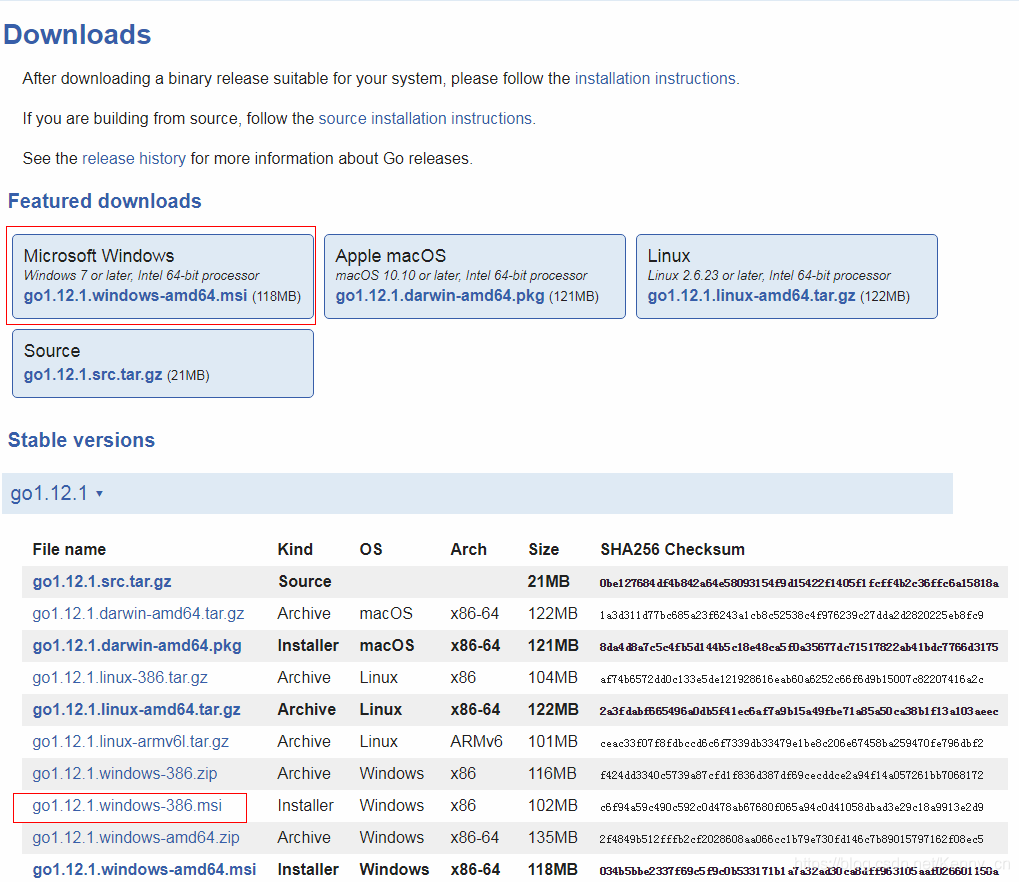 Downloads
After downloading a binary release suitable for your system, please follow the installation instructions.
If you are building from source, follow the source installation instructions.
See the release history for more information about Go releases.
Featured downloads
Microsoft Windows
Windows 7 or later, Intel 64-bit processor
go1.12.1.windows-amd64.msi (118MB)
Apple macOS
macOS 10.10 or later, Intel 64-bit processor
go1.12.1.darwin-amd64.pkg (121MB)
Linux
Linux 2.6.23 or later, Intel 64-bit processor
go1.12.1.linux-amd64.tar.gz (122MB)
Source
go1.12.1.src.tar.gz (21MB)
Stable versions
go1.12.1 ▾
File name Kind OS Arch Size SHA256 Checksum
go1.12.1.src.tar.gz Source 21MB 0be127684df4b842a64e58093154f9d15422f1405f1fcff4b2c36ffc6a15818a
go1.12.1.darwin-amd64.tar.gz Archive macOS x86-64 122MB 1a3d311d77bc685a23f6243a1cb8c52538c4f976239c27dda2d2820225eb8fc9
go1.12.1.darwin-amd64.pkg Installer macOS x86-64 121MB 8da4d8a7c5c4fb5d144b5c18e48ca5f0a35677dc71517822ab41bdc7766d3175
go1.12.1.linux-386.tar.gz Archive Linux x86 104MB af74b6572dd0c133e5de121928616eab60a6252c66f6d9b15007c82207416a2c
go1.12.1.linux-amd64.tar.gz Archive Linux x86-64 122MB 2a3fdabf665496a0db5f41ec6af7a9b15a49fbe71a85a50ca38b1f13a103aeec
go1.12.1.linux-armv6l.tar.gz Archive Linux ARMv6 101MB ceac33f07f8fdbccd6c6f7339db33479e1be8c206e67458ba259470fe796dbf2
go1.12.1.windows-386.zip Archive Windows x86 116MB f424dd3340c5739a87cfd1f836d387df69cecddce2a94f14a057261bb7068172
go1.12.1.windows-386.msi Installer Windows x86 102MB c6f94a59c490c592c0d478ab67680f065a94c0d41058dbad3e29c18a9913e2d9
go1.12.1.windows-amd64.zip Archive Windows x86-64 135MB 2f4849b512fffb2cf2028608aa066cc1b79e730fd146c7b89015797162f08ec5
go1.12.1.windows-amd64.msi Installer Windows x86-64 118MB